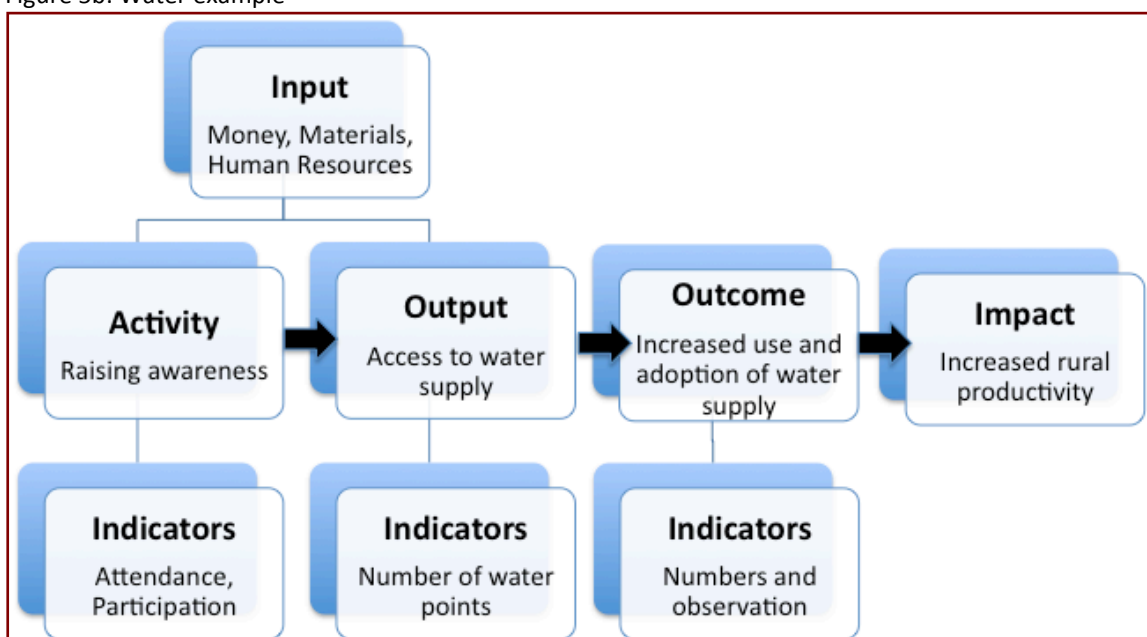 Figure 3b: Water example
Input
Money, Materials,
Human Resources
Activity
Raising awareness
Output
Access to water
supply
Outcome
Increased use and
adoption of water
supply
Impact
Increased rural
productivity
Indicators
Attendance,
Participation
Indicators
Number of water
points
Indicators
Numbers and
observation